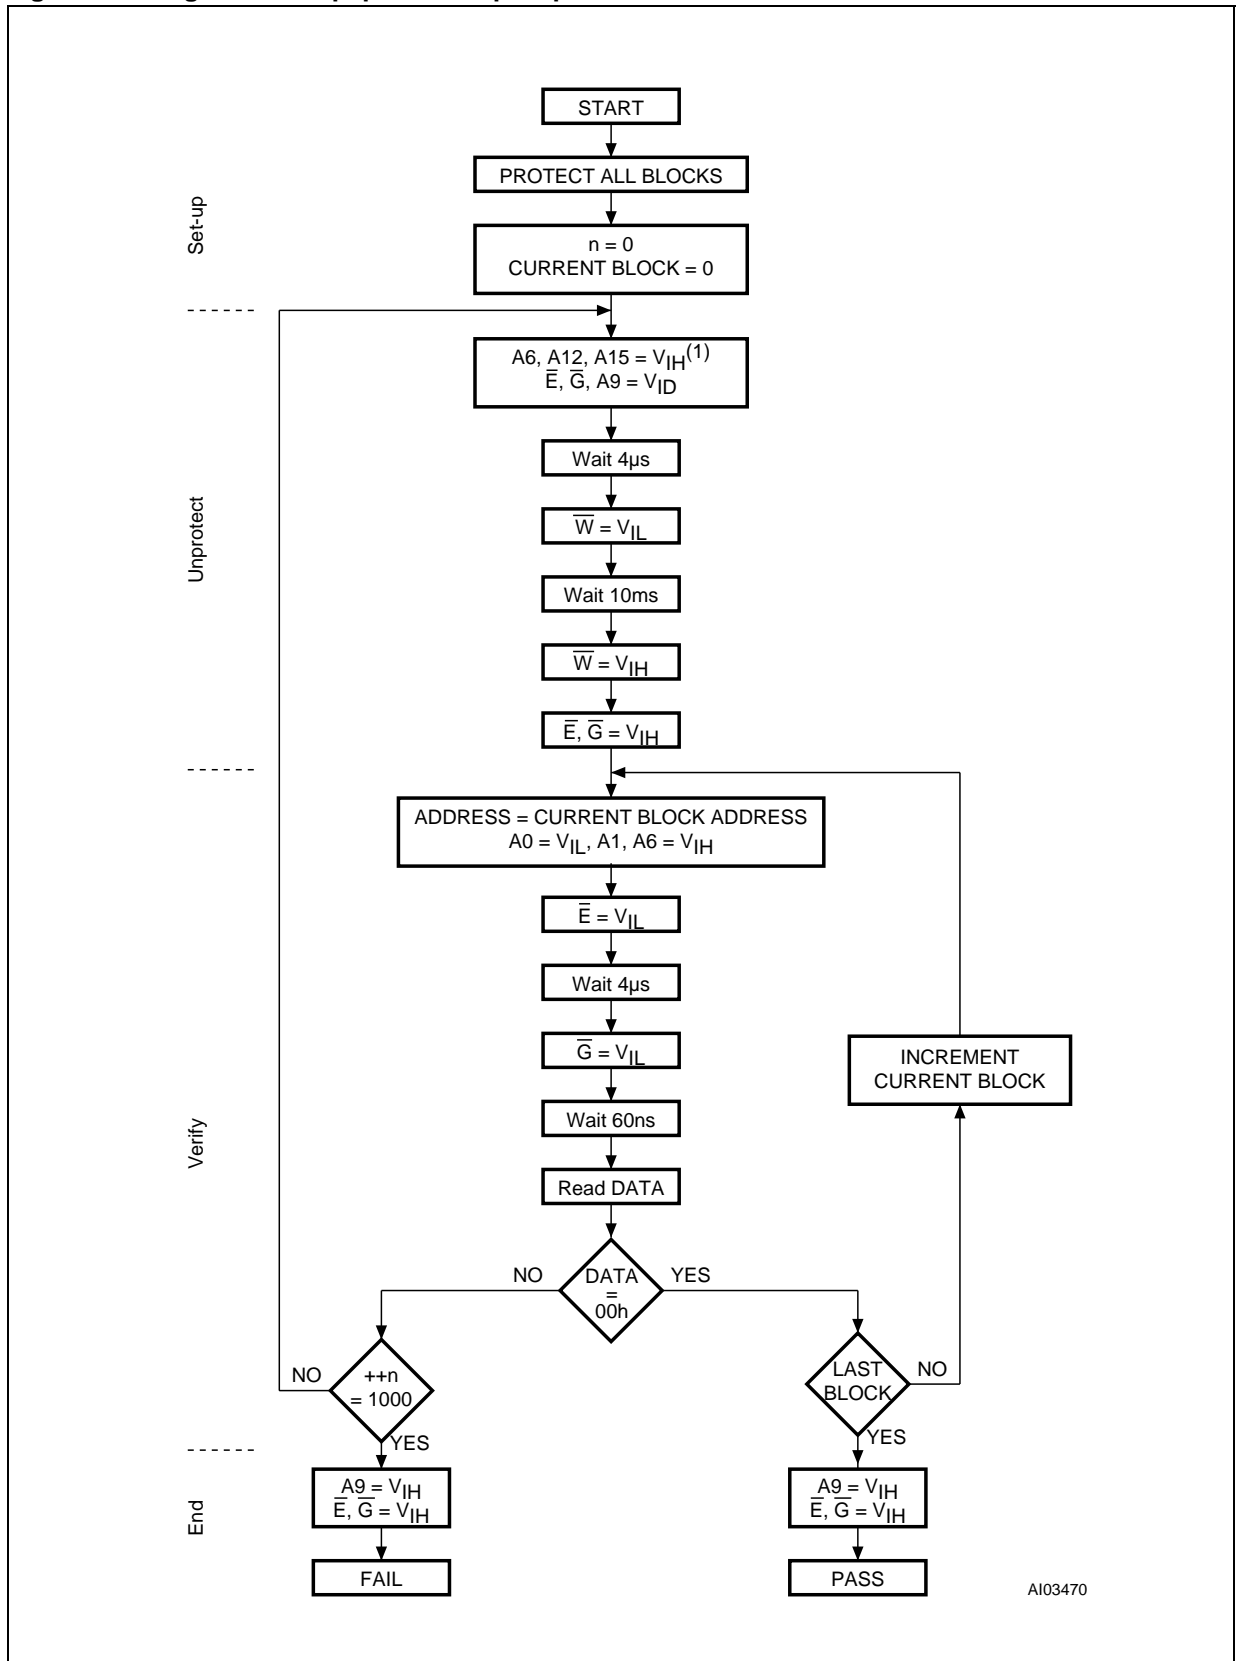 START
PROTECT ALL BLOCKS
Set-up
n = 0
CURRENT BLOCK = 0
A6, A12, A15 = VIH(1)
E̅, G̅, A9 = VID
Wait 4µs
Unprotect
W̅ = VIL
Wait 10ms
W̅ = VIH
E̅, G̅ = VIH
ADDRESS = CURRENT BLOCK ADDRESS
A0 = VIL, A1, A6 = VIH
E̅ = VIL
Wait 4µs
G̅ = VIL
INCREMENT
CURRENT BLOCK
Wait 60ns
Verify
Read DATA
NO
DATA
=
00h
YES
NO
++n
= 1000
YES
LAST
BLOCK
NO
YES
End
A9 = VIH
E̅, G̅ = VIH
A9 = VIH
E̅, G̅ = VIH
FAIL
PASS
AI03470